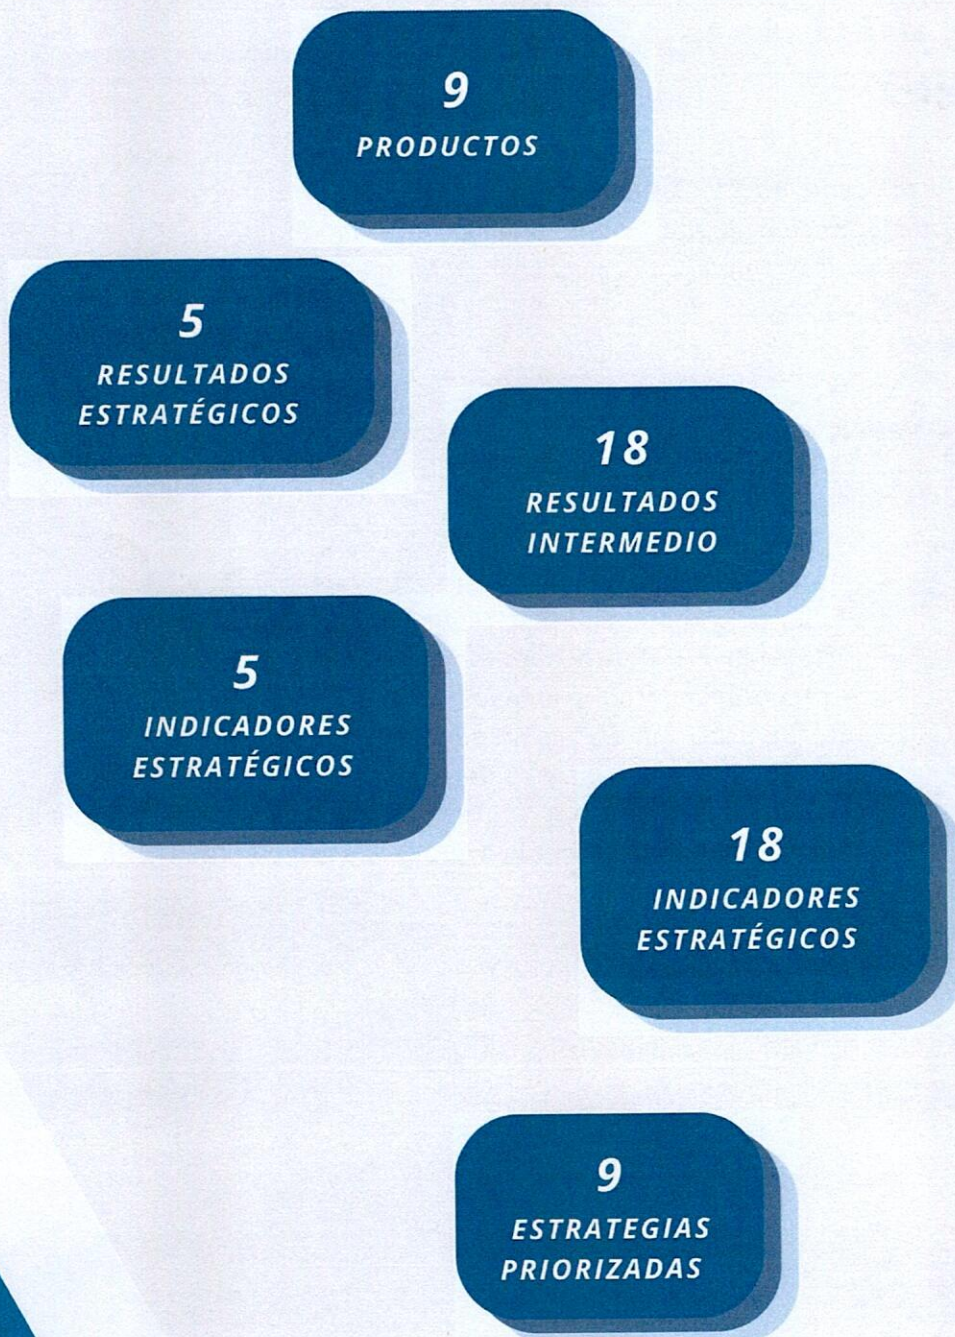 9
PRODUCTOS
5
RESULTADOS
ESTRATÉGICOS
18
RESULTADOS
INTERMEDIO
5
INDICADORES
ESTRATÉGICOS
18
INDICADORES
ESTRATÉGICOS
9
ESTRATEGIAS
PRIORIZADAS